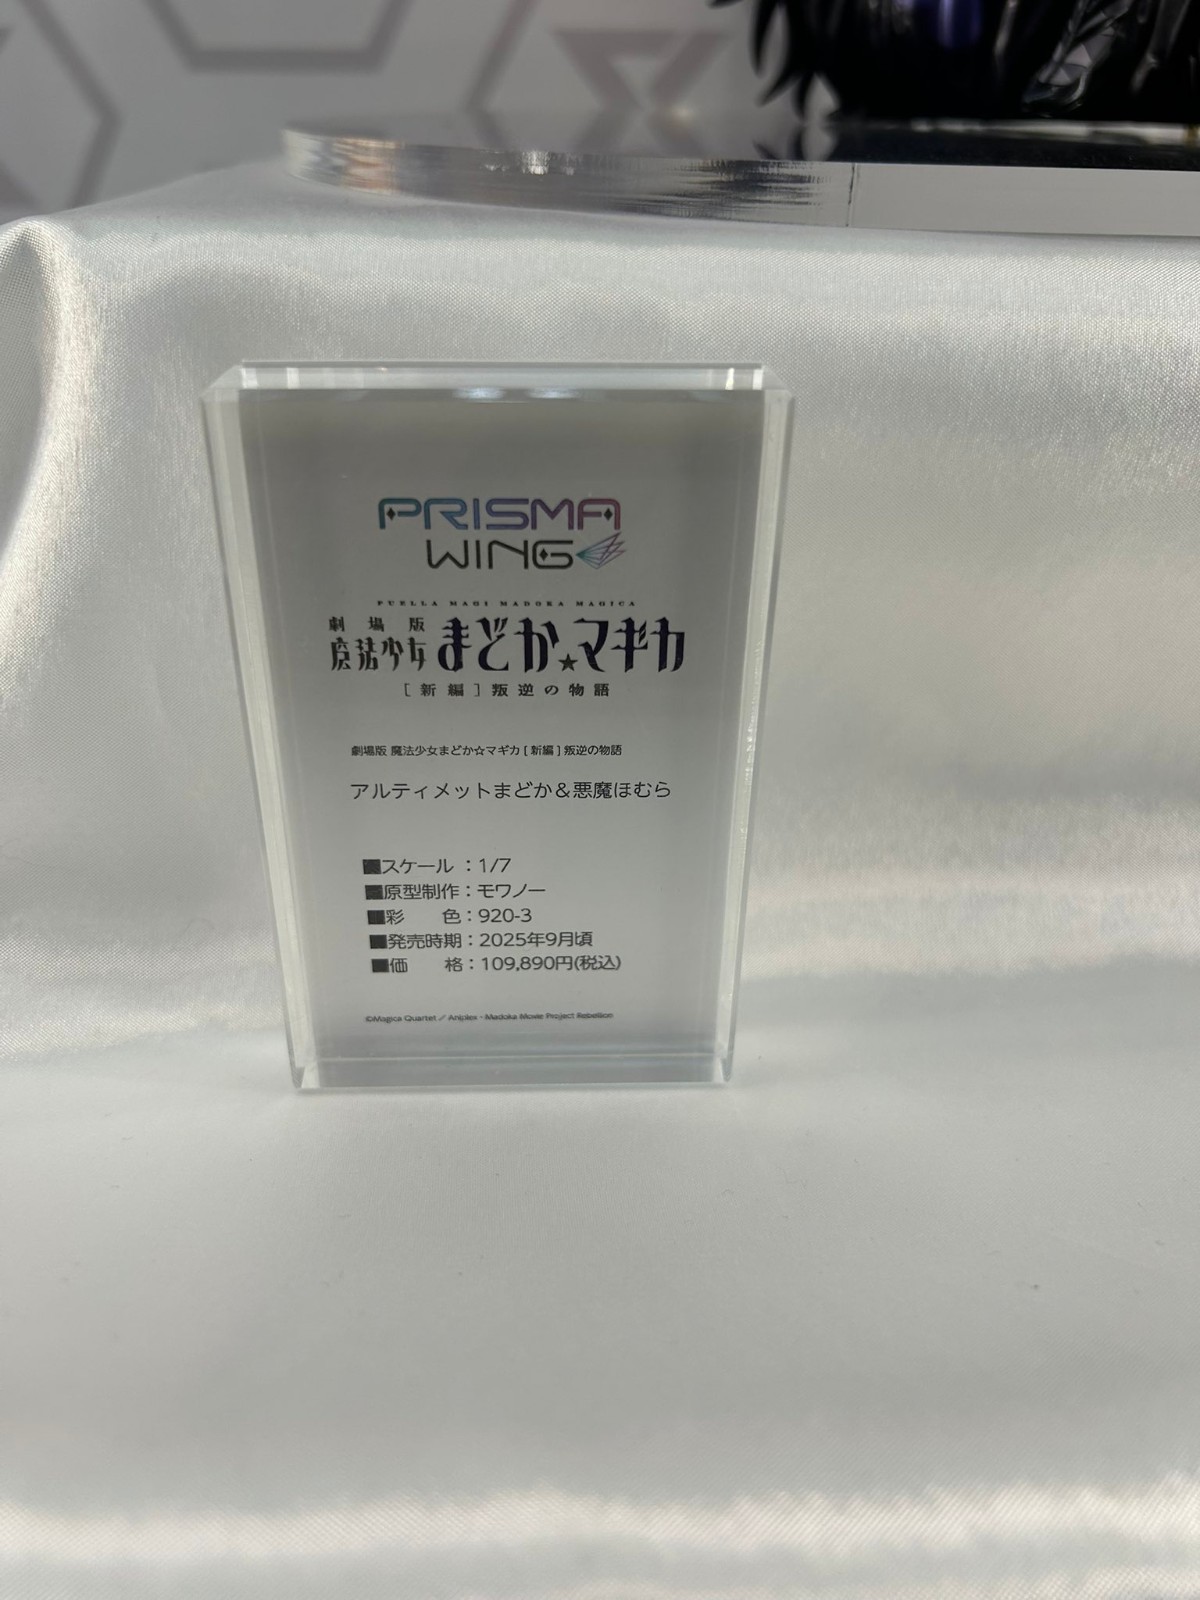 PRISMA
WING
PUELLA MAGI MADOKA MAGICA
劇場版
魔法少女まどか★マギカ
[新編]叛逆の物語
劇場版 魔法少女まどか☆マギカ [新編] 叛逆の物語
アルティメットまどか＆悪魔ほむら
■スケール ：1/7
■原型制作：モワノー
■彩　　色：920-3
■発売時期：2025年9月頃
■価　　格：109,890円(税込)
©Magica Quartet／Aniplex・Madoka Movie Project Rebellion